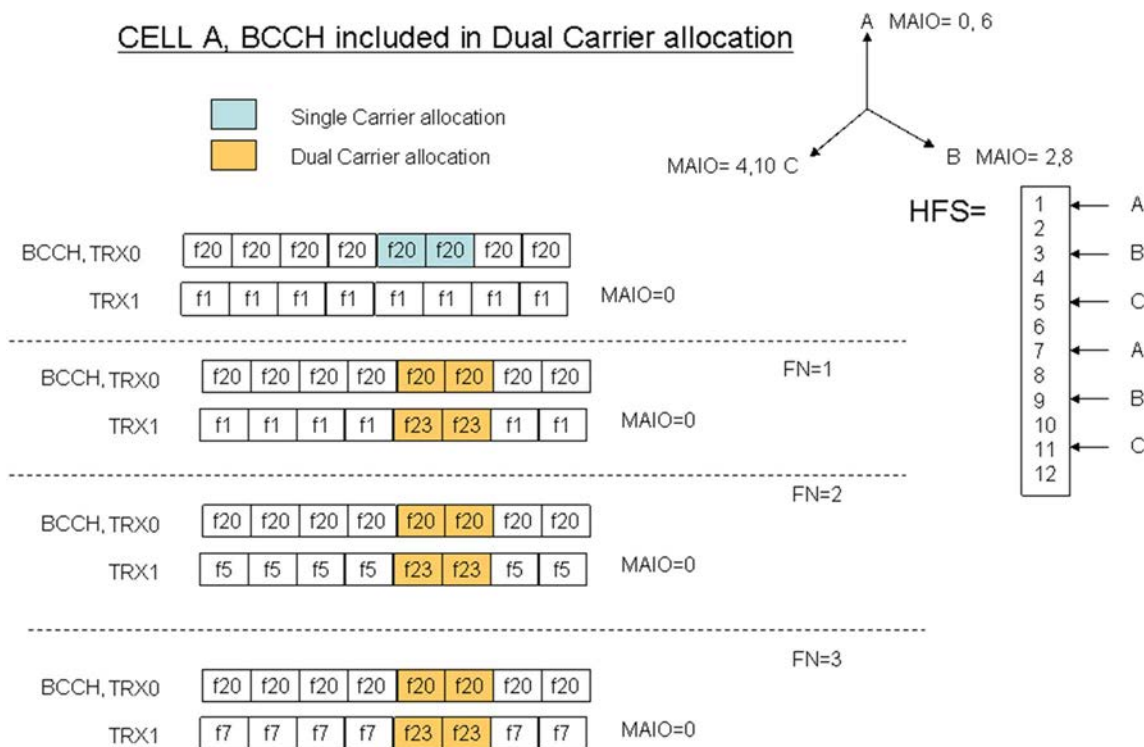 CELL A, BCCH included in Dual Carrier allocation
A MAIO= 0, 6
Single Carrier allocation
Dual Carrier allocation
MAIO= 4,10 C
B MAIO= 2,8
HFS=
1 A
2
3 B
4
5 C
6
7 A
8
9 B
10
11 C
12
BCCH, TRX0 f20 f20 f20 f20 f20 f20 f20 f20
TRX1 f1 f1 f1 f1 f1 f1 f1 f1 MAIO=0
FN=1
BCCH, TRX0 f20 f20 f20 f20 f20 f20 f20 f20
TRX1 f1 f1 f1 f1 f23 f23 f1 f1 MAIO=0
FN=2
BCCH, TRX0 f20 f20 f20 f20 f20 f20 f20 f20
TRX1 f5 f5 f5 f5 f23 f23 f5 f5 MAIO=0
FN=3
BCCH, TRX0 f20 f20 f20 f20 f20 f20 f20 f20
TRX1 f7 f7 f7 f7 f23 f23 f7 f7 MAIO=0